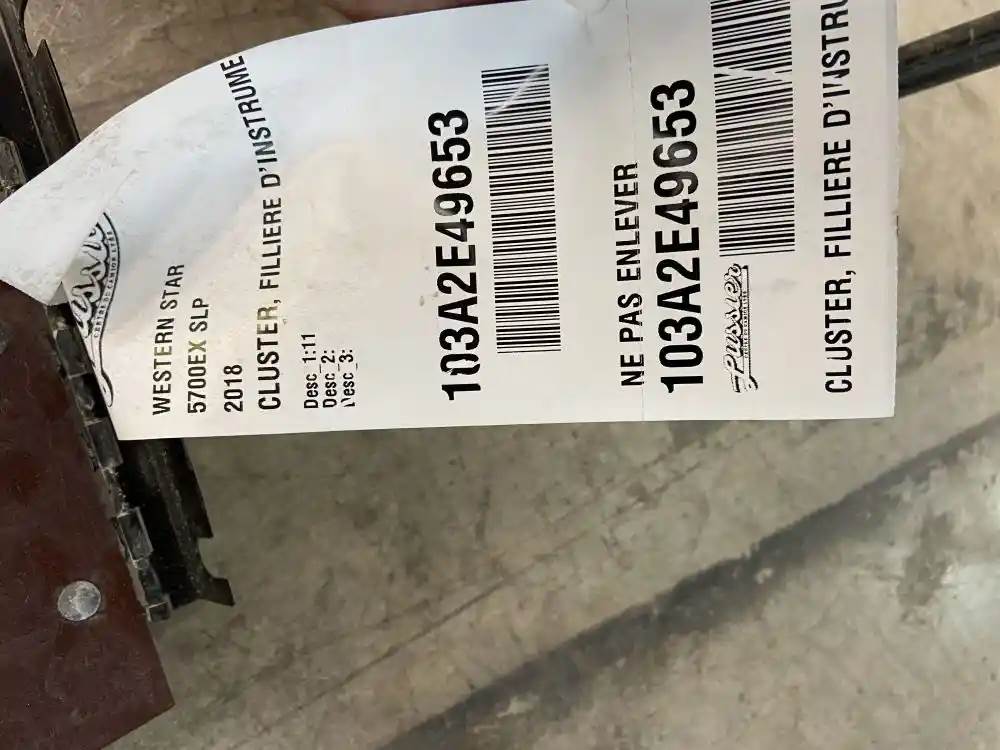 WESTERN STAR
5700EX SLP
2018
CLUSTER, FILLIERE D'INSTRUME
Desc_1:11
Desc_2:
Desc_3:
103A2E49653
NE PAS ENLEVER
103A2E49653
Pussier
CLUSTER, FILLIERE D'INSTRU